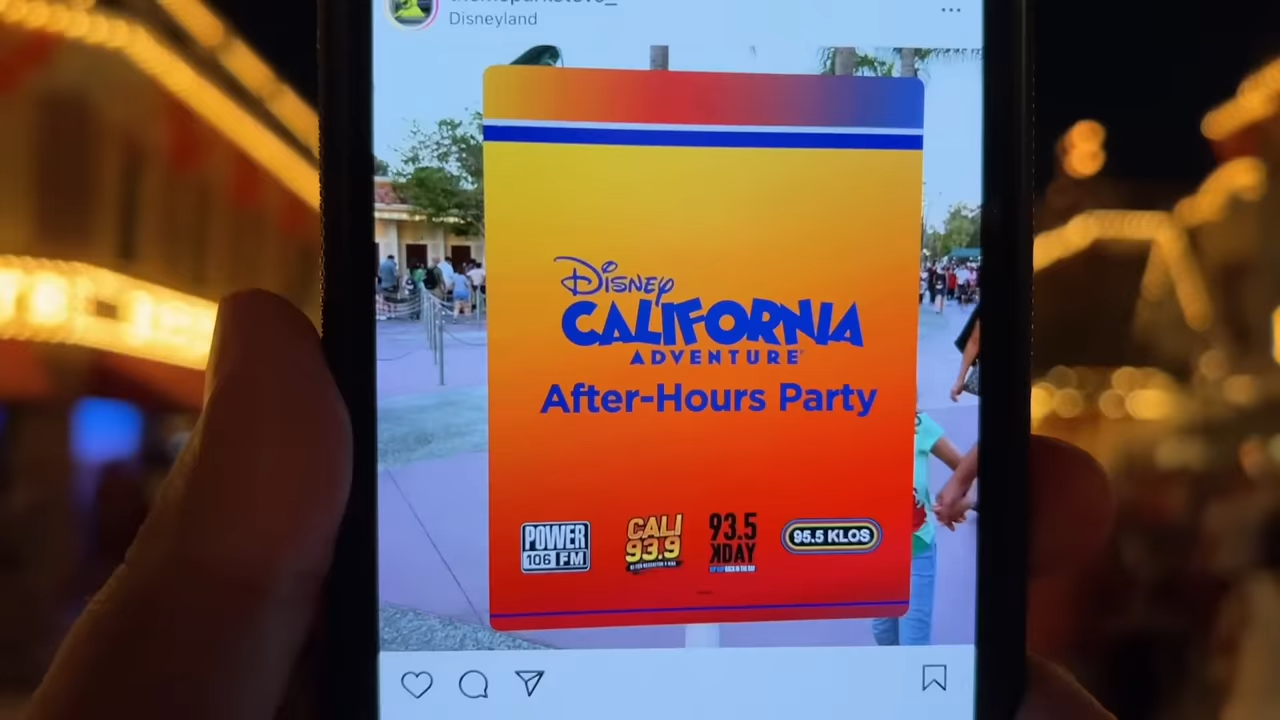 Disneyland
Disney
CALIFORNIA
ADVENTURE
After-Hours Party
POWER
106 FM
CALI
93.9
93.5
KDAY
95.5 KLOS